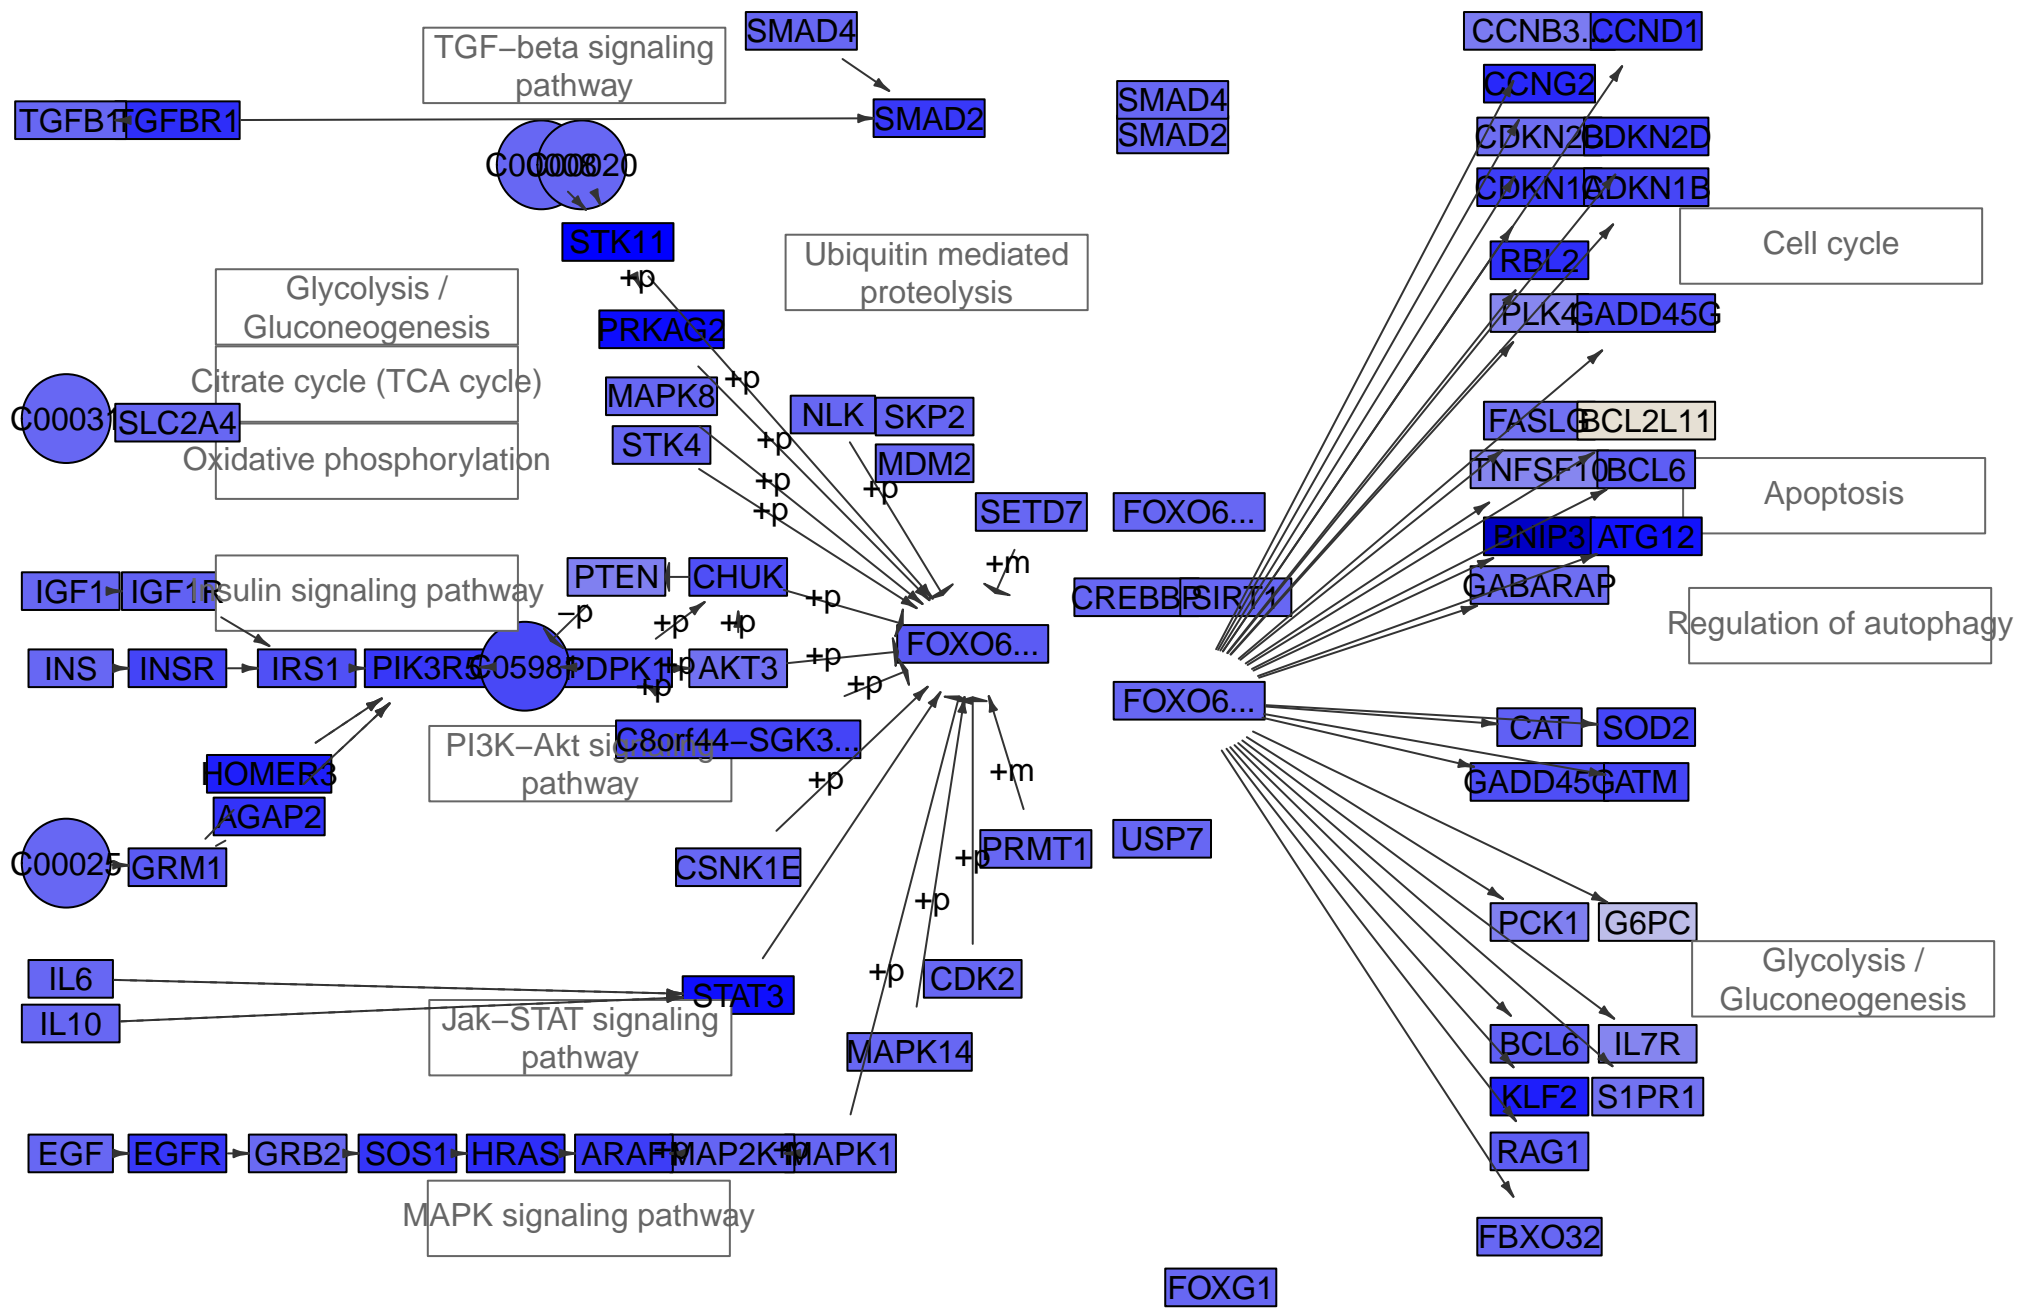 SMAD4
CCNB3...
CCND1
TGF−beta signaling
pathway
CCNG2
SMAD4
TGFB1
TGFBR1
SMAD2
SMAD2
CDKN2B
CDKN2D
C00020
CDKN1A
CDKN1B
STK11
Ubiquitin mediated
proteolysis
Cell cycle
RBL2
+p
Glycolysis /
Gluconeogenesis
PRKAG2
PLK4
GADD45G
Citrate cycle (TCA cycle)
+p
MAPK8
C00031
SLC2A4
NLK
SKP2
FASLG
BCL2L11
STK4
+p
Oxidative phosphorylation
MDM2
TNFSF10
BCL6
+p
+p
Apoptosis
+p
SETD7
FOXO6...
BNIP3
ATG12
+m
Insulin signaling pathway
IGF1
IGF1R
PTEN
CHUK
GABARAP
−p
+p
CREBBP
SIRT1
+p
+p
Regulation of autophagy
FOXO6...
INS
INSR
IRS1
PIK3R5
C05981
PDPK1
+p
AKT3
+p
+p
+p
FOXO6...
CAT
SOD2
C8orf44−SGK3...
PI3K−Akt signaling
pathway
HOMER3
+p
+m
GADD45G
GATM
AGAP2
C00025
GRM1
CSNK1E
+p
PRMT1
USP7
+p
PCK1
G6PC
+p
IL6
STAT3
CDK2
Glycolysis /
Gluconeogenesis
IL10
Jak−STAT signaling
pathway
MAPK14
BCL6
IL7R
KLF2
S1PR1
EGF
EGFR
GRB2
SOS1
HRAS
ARAF
+p
MAP2K1
+p
MAPK1
RAG1
MAPK signaling pathway
FBXO32
FOXG1